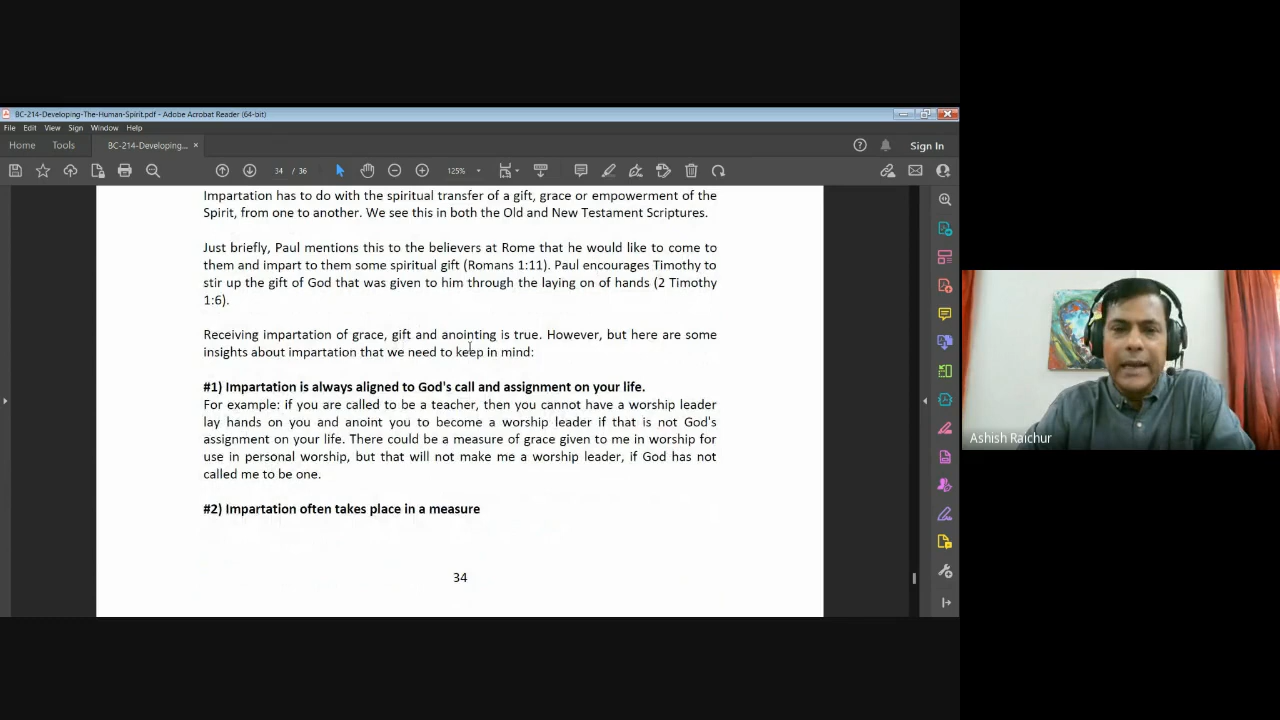 BC-214-Developing-The-Human-Spirit.pdf - Adobe Acrobat Reader (64-bit)
File Edit View Sign Window Help
Home Tools BC-214-Developing... × Sign In
34 / 36 125%
Impartation has to do with the spiritual transfer of a gift, grace or empowerment of the
Spirit, from one to another. We see this in both the Old and New Testament Scriptures.
Just briefly, Paul mentions this to the believers at Rome that he would like to come to
them and impart to them some spiritual gift (Romans 1:11). Paul encourages Timothy to
stir up the gift of God that was given to him through the laying on of hands (2 Timothy
1:6).
Receiving impartation of grace, gift and anointing is true. However, but here are some
insights about impartation that we need to keep in mind:
#1) Impartation is always aligned to God's call and assignment on your life.
For example: if you are called to be a teacher, then you cannot have a worship leader
lay hands on you and anoint you to become a worship leader if that is not God's
assignment on your life. There could be a measure of grace given to me in worship for
use in personal worship, but that will not make me a worship leader, if God has not
called me to be one.
#2) Impartation often takes place in a measure
34
Ashish Raichur